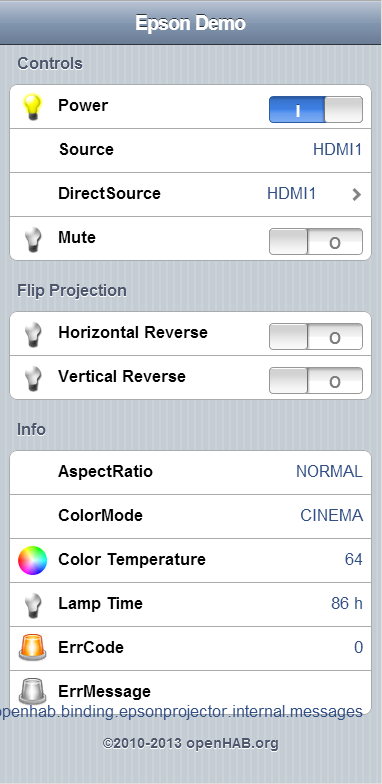 Epson Demo
Controls
Power I
Source HDMI1
DirectSource HDMI1
Mute O
Flip Projection
Horizontal Reverse O
Vertical Reverse O
Info
AspectRatio NORMAL
ColorMode CINEMA
Color Temperature 64
Lamp Time 86 h
ErrCode 0
ErrMessage
openhab.binding.epsonprojector.internal.messages
©2010-2013 openHAB.org